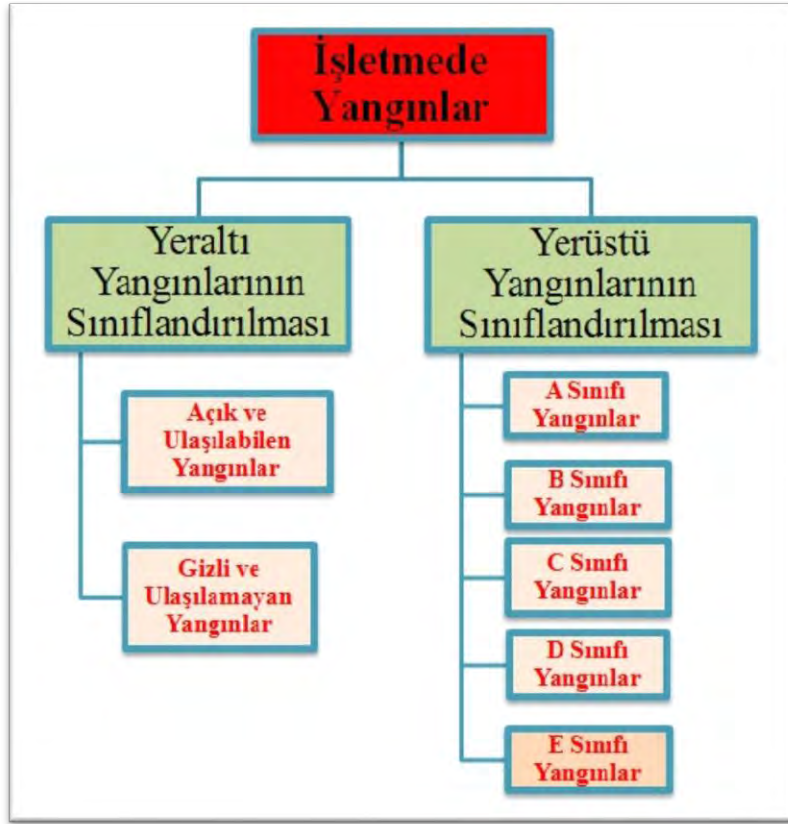 İşletmede
Yangınlar
Yeraltı
Yangınlarının
Sınıflandırılması
Açık ve
Ulaşılabilen
Yangınlar
Gizli ve
Ulaşılamayan
Yangınlar
Yerüstü
Yangınlarının
Sınıflandırılması
A Sınıfı
Yangınlar
B Sınıfı
Yangınlar
C Sınıfı
Yangınlar
D Sınıfı
Yangınlar
E Sınıfı
Yangınlar